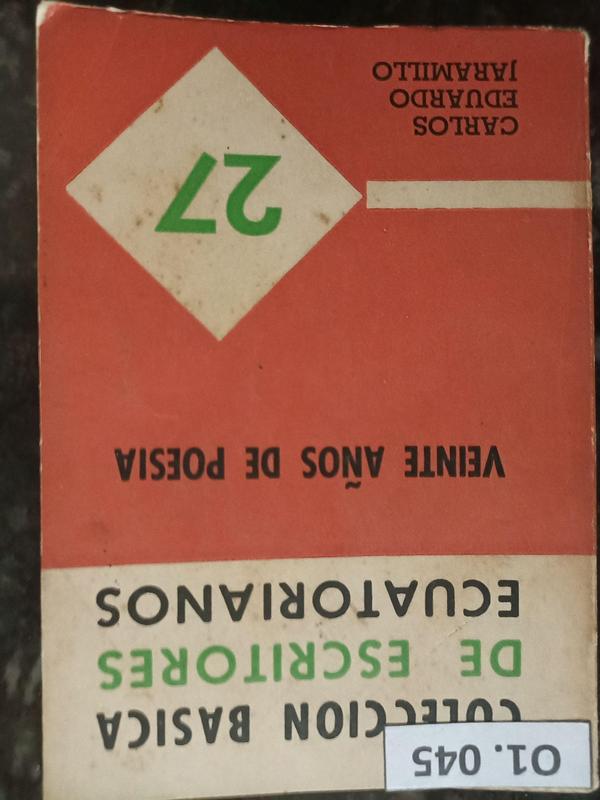 O1. 045
COLECCION BASICA
DE ESCRITORES
ECUATORIANOS
VEINTE AÑOS DE POESIA
27
CARLOS
EDUARDO
JARAMILLO